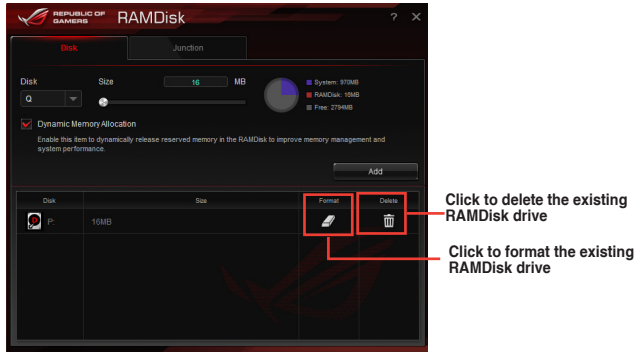 REPUBLIC OF
GAMERS
RAMDisk
? ×
Disk Junction
Disk Size 16 MB
Q
System: 970MB
RAMDisk: 16MB
Free: 2794MB
Dynamic Memory Allocation
Enable this item to dynamically release reserved memory in the RAMDisk to improve memory management and
system performance.
Add
Disk Size Format Delete
P: 16MB
Click to delete the existing
RAMDisk drive
Click to format the existing
RAMDisk drive